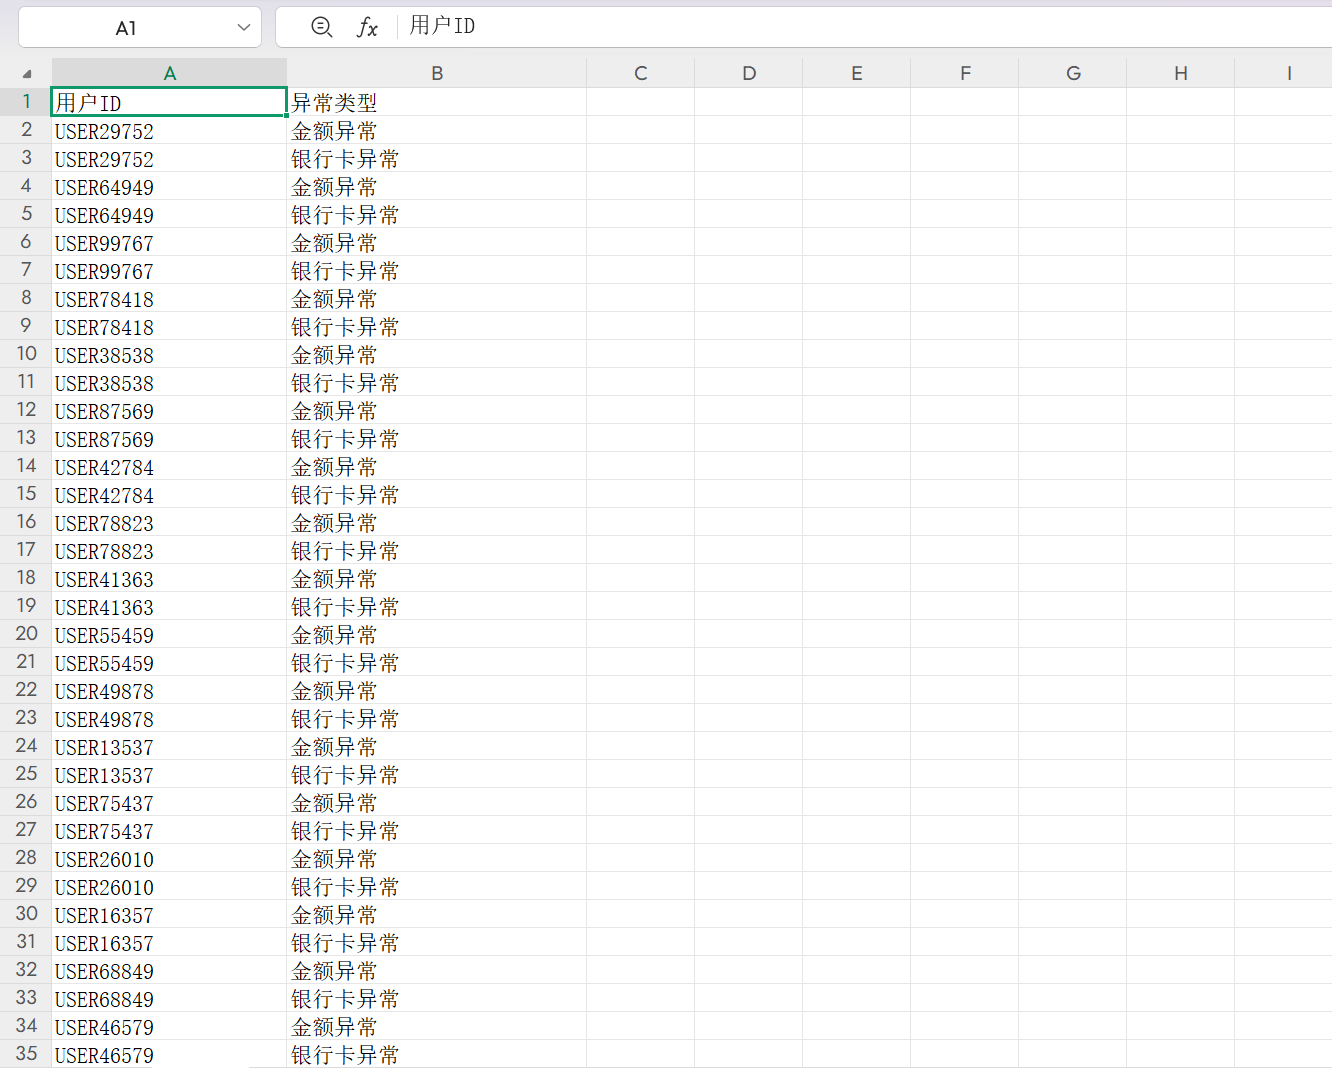 A1 fx 用户ID
A B C D E F G H I
1 用户ID 异常类型
2 USER29752 金额异常
3 USER29752 银行卡异常
4 USER64949 金额异常
5 USER64949 银行卡异常
6 USER99767 金额异常
7 USER99767 银行卡异常
8 USER78418 金额异常
9 USER78418 银行卡异常
10 USER38538 金额异常
11 USER38538 银行卡异常
12 USER87569 金额异常
13 USER87569 银行卡异常
14 USER42784 金额异常
15 USER42784 银行卡异常
16 USER78823 金额异常
17 USER78823 银行卡异常
18 USER41363 金额异常
19 USER41363 银行卡异常
20 USER55459 金额异常
21 USER55459 银行卡异常
22 USER49878 金额异常
23 USER49878 银行卡异常
24 USER13537 金额异常
25 USER13537 银行卡异常
26 USER75437 金额异常
27 USER75437 银行卡异常
28 USER26010 金额异常
29 USER26010 银行卡异常
30 USER16357 金额异常
31 USER16357 银行卡异常
32 USER68849 金额异常
33 USER68849 银行卡异常
34 USER46579 金额异常
35 USER46579 银行卡异常